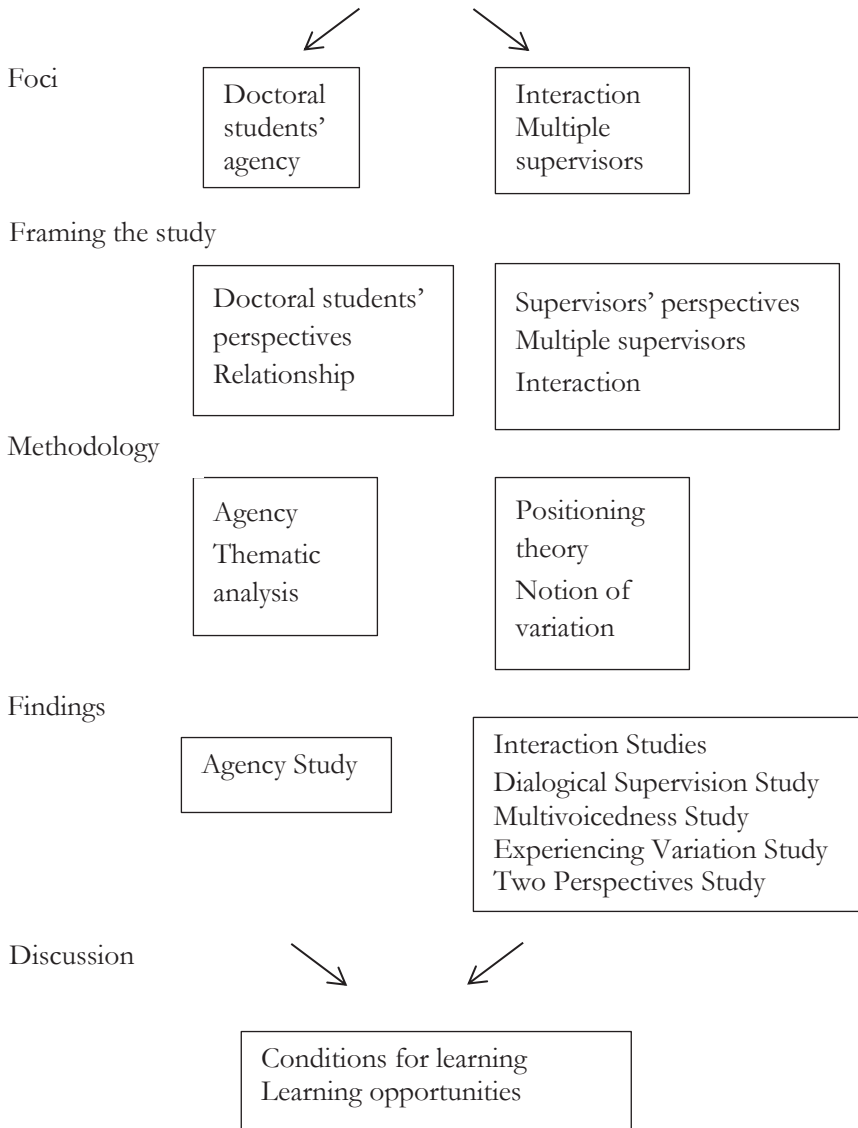 Foci
Doctoral
students’
agency
Interaction
Multiple
supervisors
Framing the study
Doctoral students’
perspectives
Relationship
Supervisors’ perspectives
Multiple supervisors
Interaction
Methodology
Agency
Thematic
analysis
Positioning
theory
Notion of
variation
Findings
Agency Study
Interaction Studies
Dialogical Supervision Study
Multivoicedness Study
Experiencing Variation Study
Two Perspectives Study
Discussion
Conditions for learning
Learning opportunities